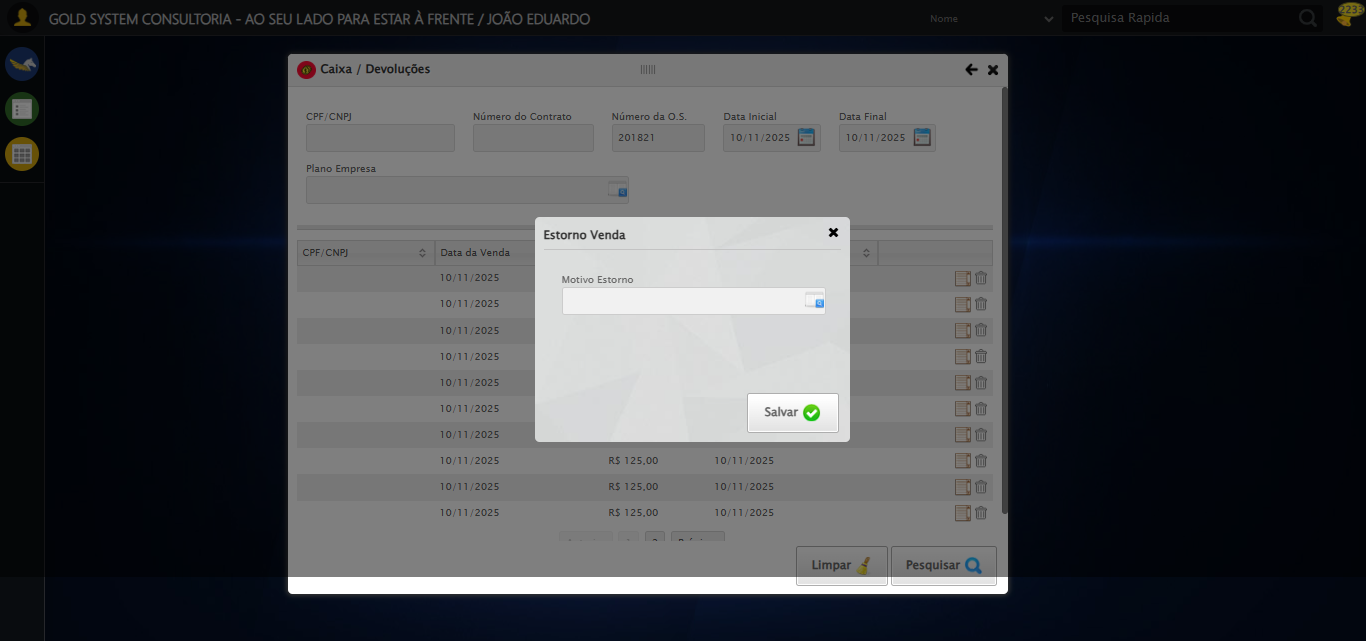 GOLD SYSTEM CONSULTORIA - AO SEU LADO PARA ESTAR À FRENTE / JOÃO EDUARDO
Nome
Pesquisa Rapida
2233
Caixa / Devoluções
CPF/CNPJ
Número do Contrato
Número da O.S.
Data Inicial
Data Final
201821
10/11/2025
10/11/2025
Plano Empresa
Estorno Venda
Motivo Estorno
Salvar
CPF/CNPJ
Data da Venda
10/11/2025
10/11/2025
10/11/2025
10/11/2025
10/11/2025
10/11/2025
10/11/2025
10/11/2025 R$ 125,00 10/11/2025
10/11/2025 R$ 125,00 10/11/2025
10/11/2025 R$ 125,00 10/11/2025
Limpar
Pesquisar